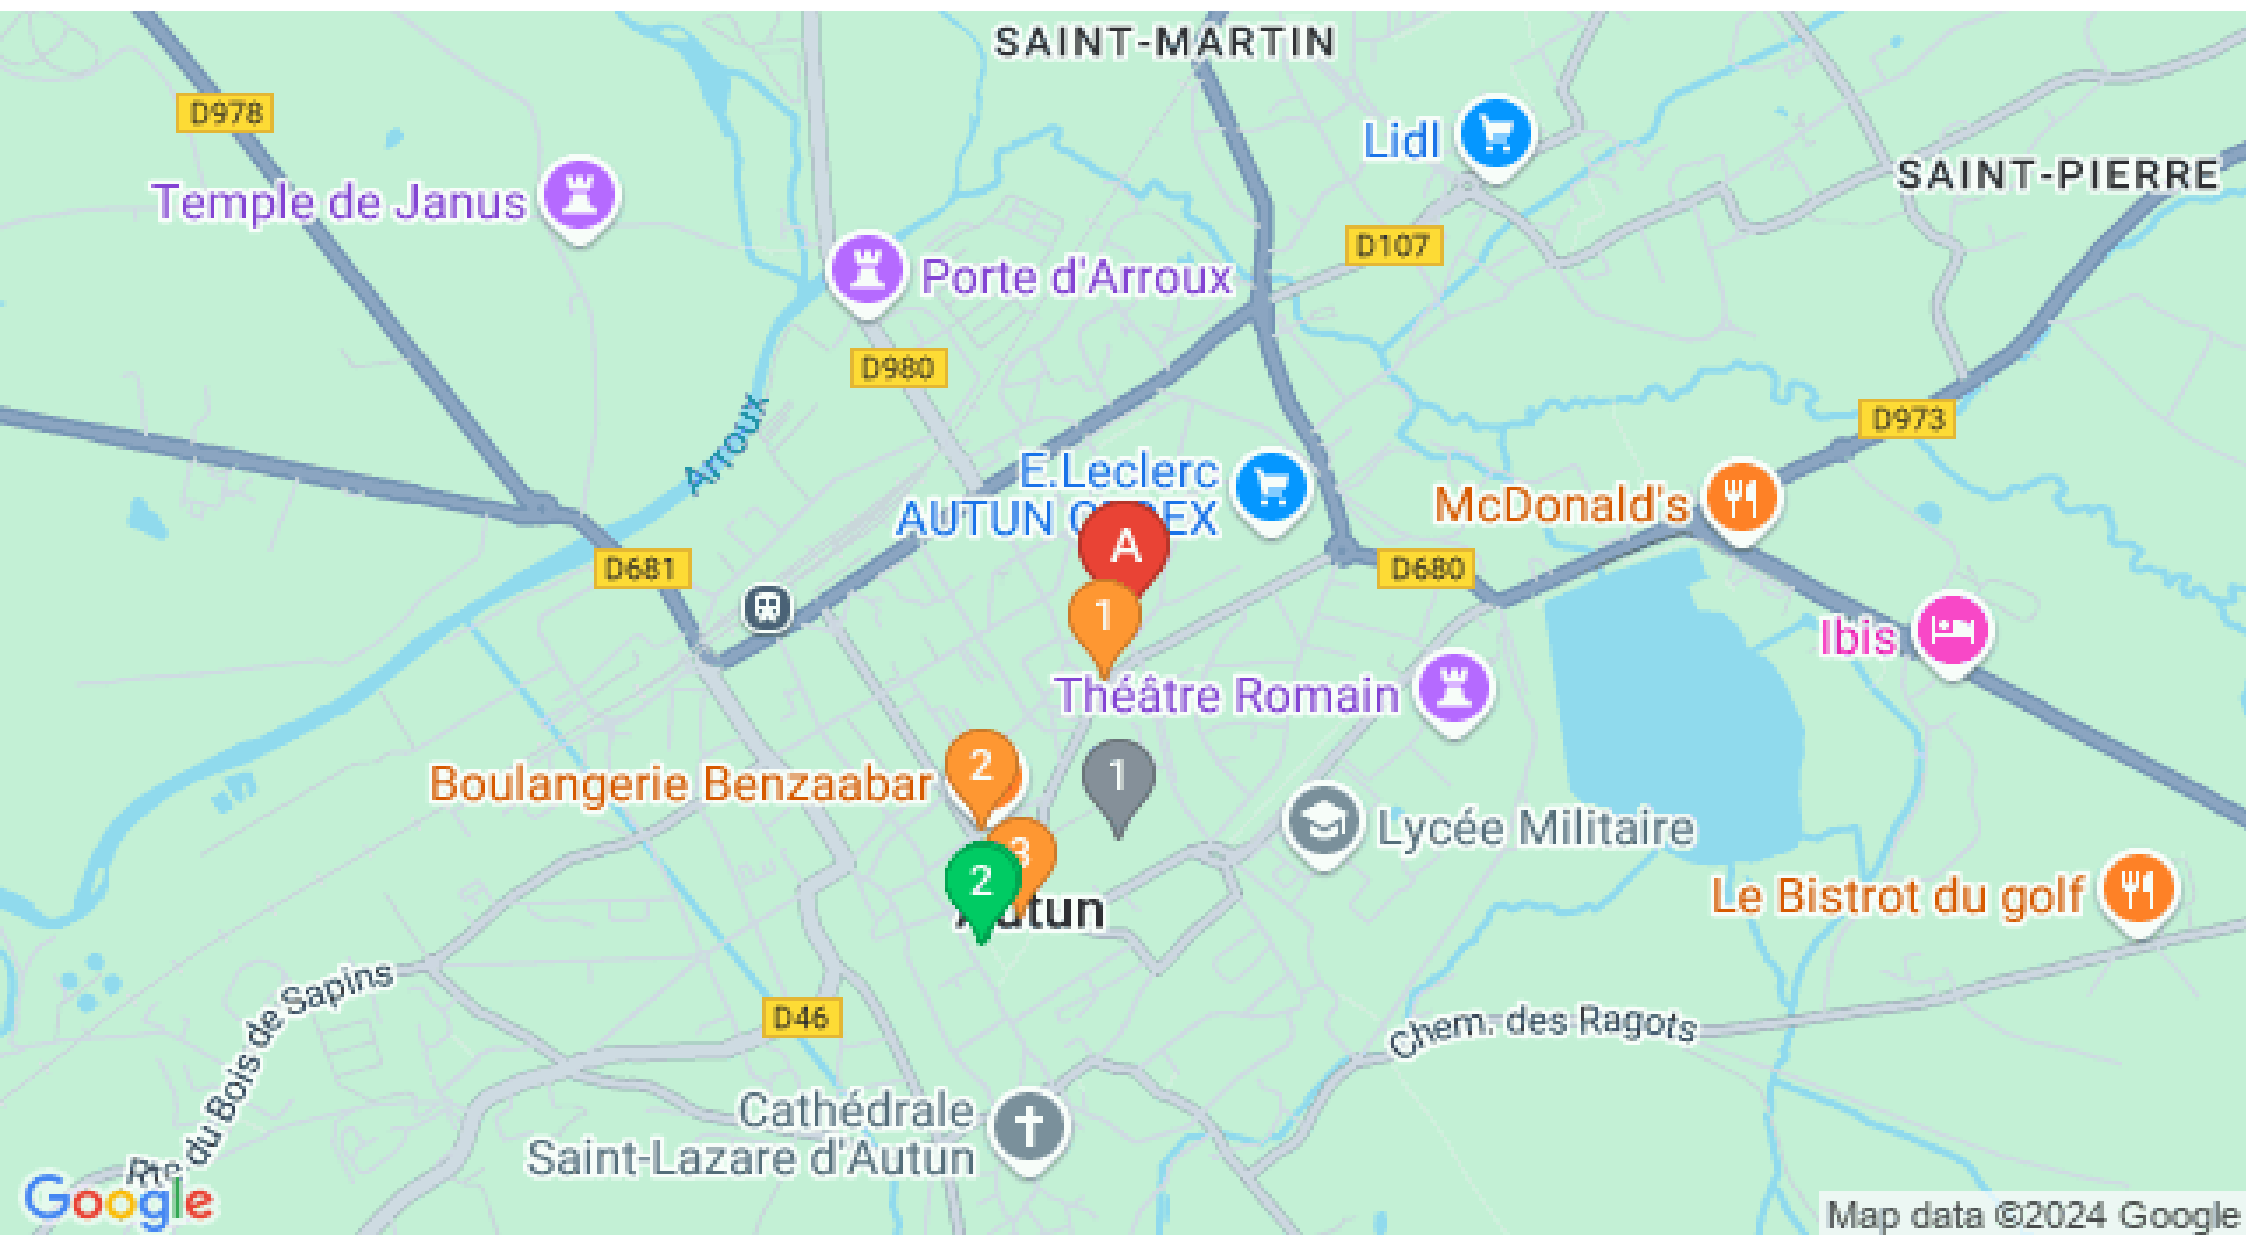 SAINT-MARTIN
D978
Lidl
SAINT-PIERRE
Temple de Janus
D107
Porte d'Arroux
D980
D973
Arroux
E.Leclerc
AUTUN
McDonald's
A
D681
D680
1
Ibis
Théâtre Romain
2
1
Boulangerie Benzaabar
Lycée Militaire
3
2
Autun
Le Bistrot du golf
Rte du Bois de Sapins
D46
Chem. des Ragots
Cathédrale
Saint-Lazare d'Autun
Google
Map data ©2024 Google